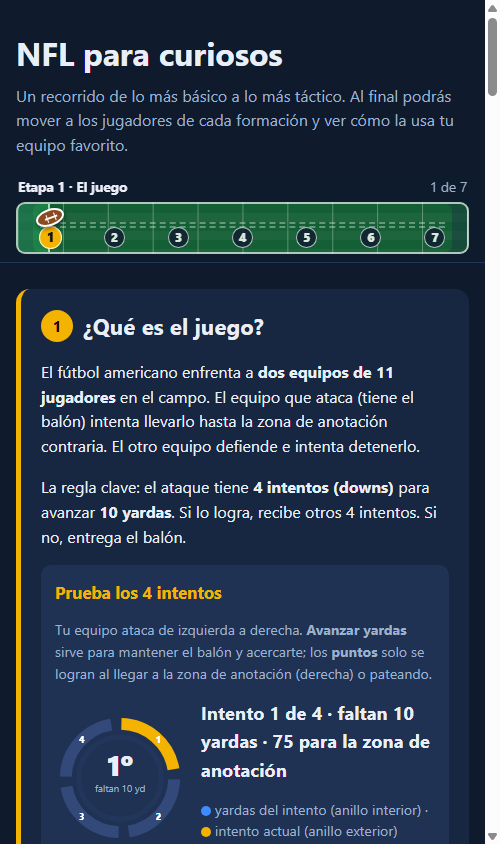 NFL para curiosos
Un recorrido de lo más básico a lo más táctico. Al final podrás
mover a los jugadores de cada formación y ver cómo la usa tu
equipo favorito.
Etapa 1 · El juego
1 de 7
1 2 3 4 5 6 7
1 ¿Qué es el juego?
El fútbol americano enfrenta a dos equipos de 11
jugadores en el campo. El equipo que ataca (tiene el
balón) intenta llevarlo hasta la zona de anotación
contraria. El otro equipo defiende e intenta detenerlo.
La regla clave: el ataque tiene 4 intentos (downs) para
avanzar 10 yardas. Si lo logra, recibe otros 4 intentos. Si
no, entrega el balón.
Prueba los 4 intentos
Tu equipo ataca de izquierda a derecha. Avanzar yardas
sirve para mantener el balón y acercarte; los puntos solo se
logran al llegar a la zona de anotación (derecha) o pateando.
4 1
1º
faltan 10 yd
3 2
Intento 1 de 4 · faltan 10
yardas · 75 para la zona de
anotación
yardas del intento (anillo interior) ·
intento actual (anillo exterior)